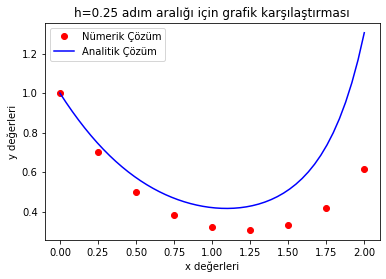 h=0.25 adım aralığı için grafik karşılaştırması
Nümerik Çözüm
Analitik Çözüm
y değerleri
1.2
1.0
0.8
0.6
0.4
0.00 0.25 0.50 0.75 1.00 1.25 1.50 1.75 2.00
x değerleri